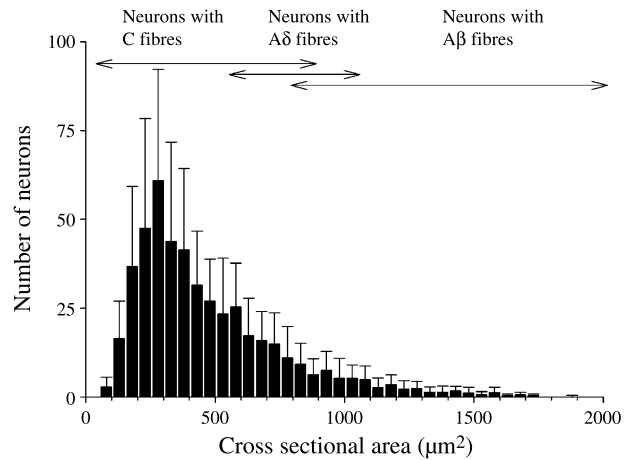 Neurons with
C fibres
Neurons with
Aδ fibres
Neurons with
Aβ fibres
100
75
50
25
0
Number of neurons
0 500 1000 1500 2000
Cross sectional area (µm²)